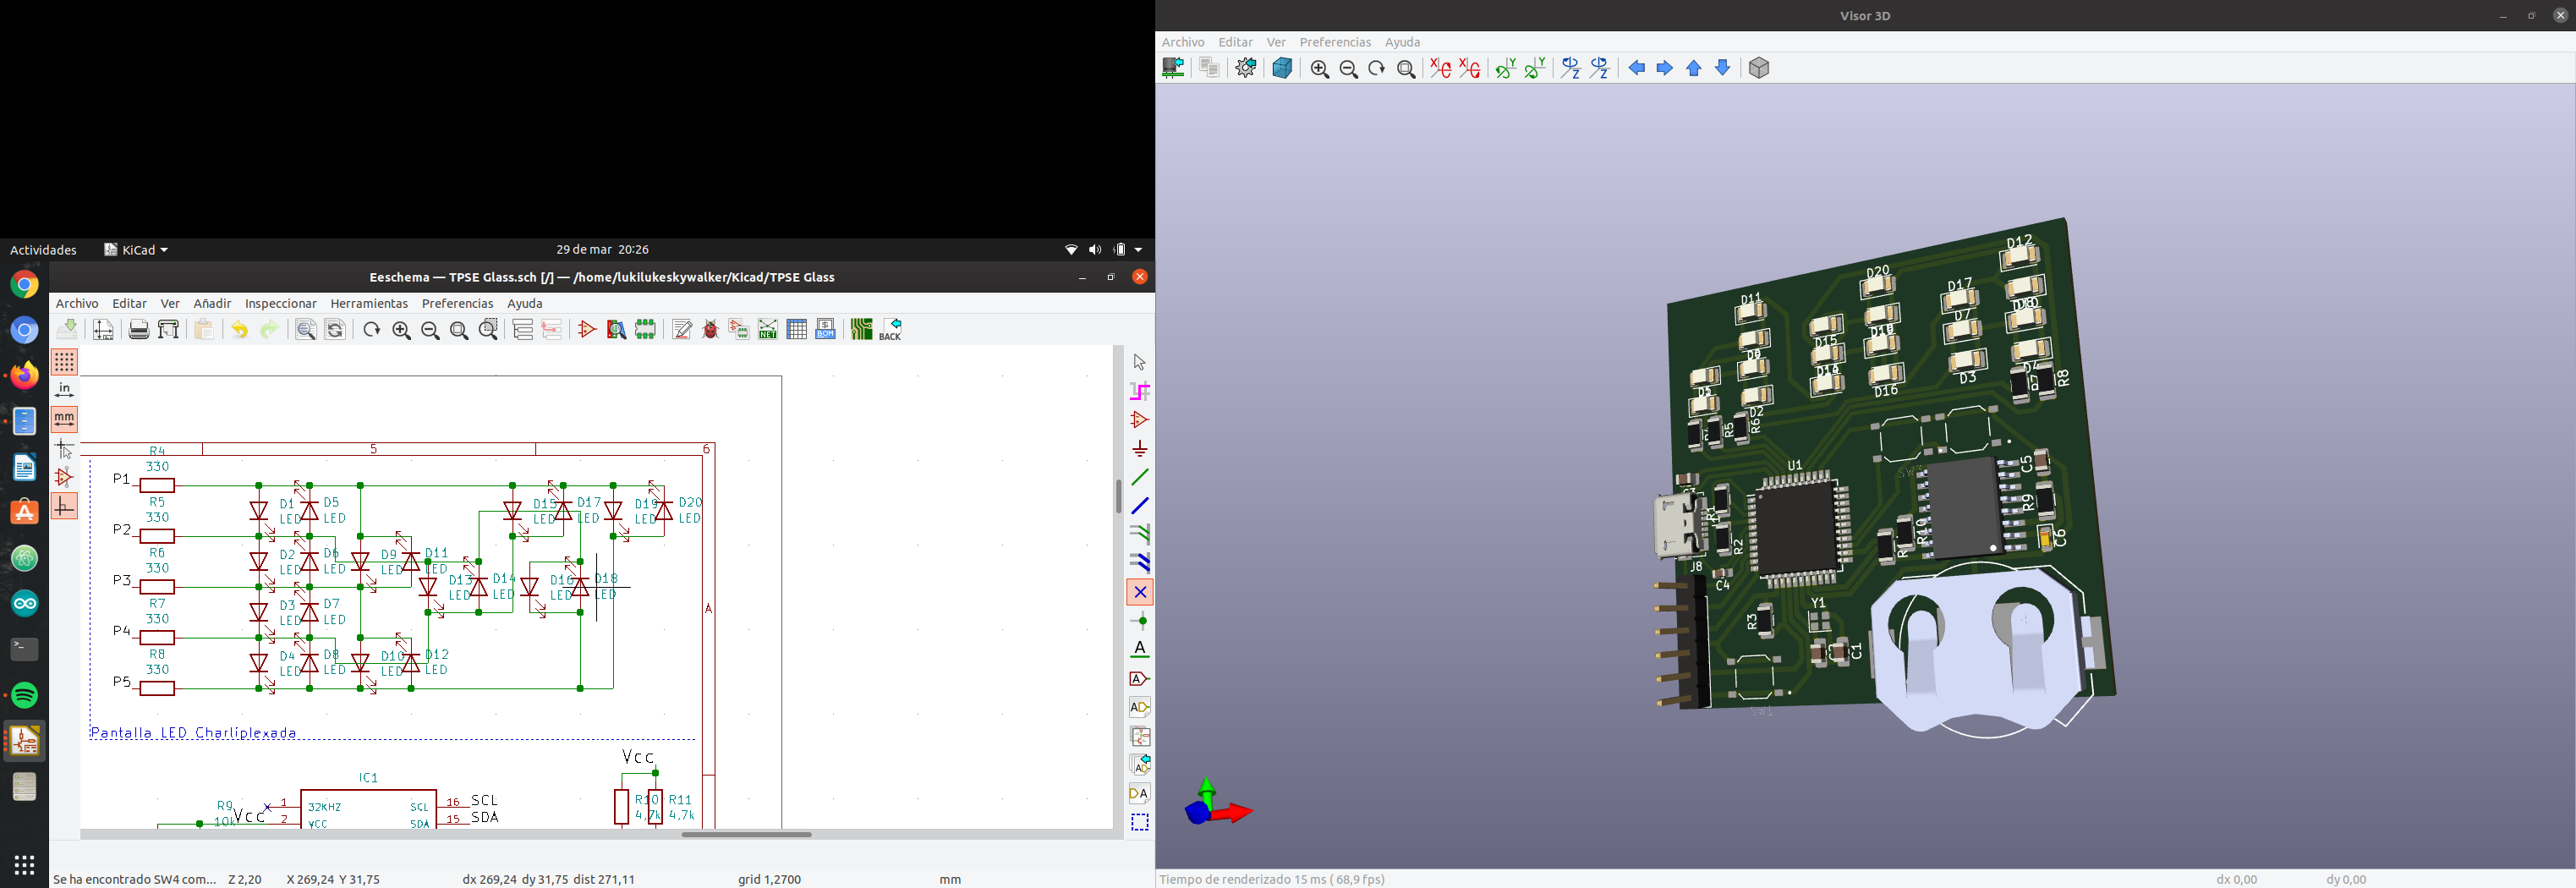 Actividades KiCad 29 de mar 20:26
Eeschema — TPSE Glass.sch [/] — /home/lukilukeskywalker/Kicad/TPSE Glass
Archivo Editar Ver Añadir Inspeccionar Herramientas Preferencias Ayuda
NET BOM BACK
in
mm
5 6
A
R4
330
P1
R5
330
P2
R6
330
P3
R7
330
P4
R8
330
P5
D1 D5 D15 D17 D19 D20
LED LED LED LED LED LED
D2 D6 D9 D11
LED LED LED LED
D13 D14 D16 D18
LED LED LED LED
D3 D7
LED LED
D4 D8 D10 D12
LED LED LED LED
Pantalla LED Charliplexada
Vcc
IC1
R9
10k
Vcc
1 32KHZ SCL 16 SCL
2 VCC SDA 15 SDA
R10 R11
4,7k 4,7k
Se ha encontrado SW4 com... Z 2,20 X 269,24 Y 31,75 dx 269,24 dy 31,75 dist 271,11 grid 1,2700 mm
Visor 3D
Archivo Editar Ver Preferencias Ayuda
D12
D20
D17
D11
D7
D15
D14
D3
D16
D2
R8
R7
R5
R6
U1
C5
R9
R1
R10
R2
C6
J8
C4
Y1
R3
C1
Tiempo de renderizado 15 ms ( 68,9 fps) dx 0,00 dy 0,00